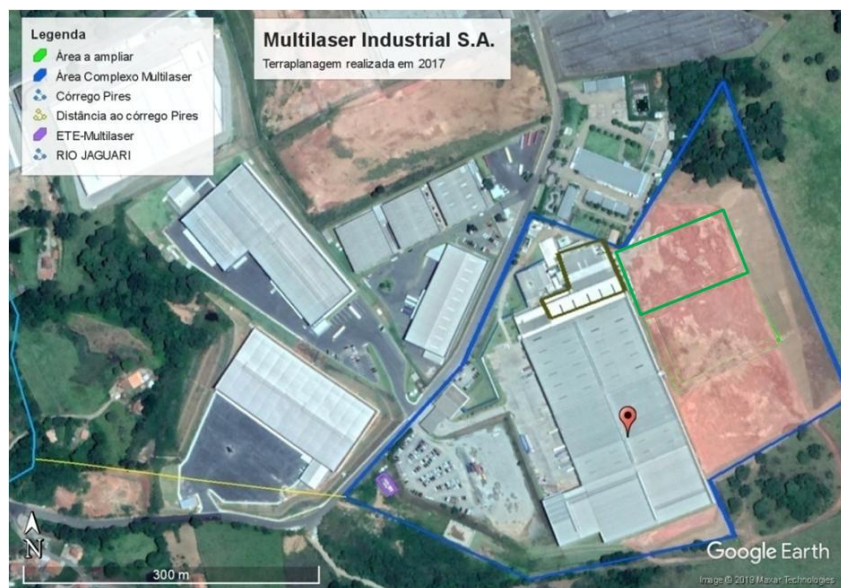 Legenda
Área a ampliar
Área Complexo Multilaser
Córrego Pires
Distância ao córrego Pires
ETE-Multilaser
RIO JAGUARI
Multilaser Industrial S.A.
Terraplanagem realizada em 2017
N
300 m
Google Earth
Image © 2019 Maxar Technologies